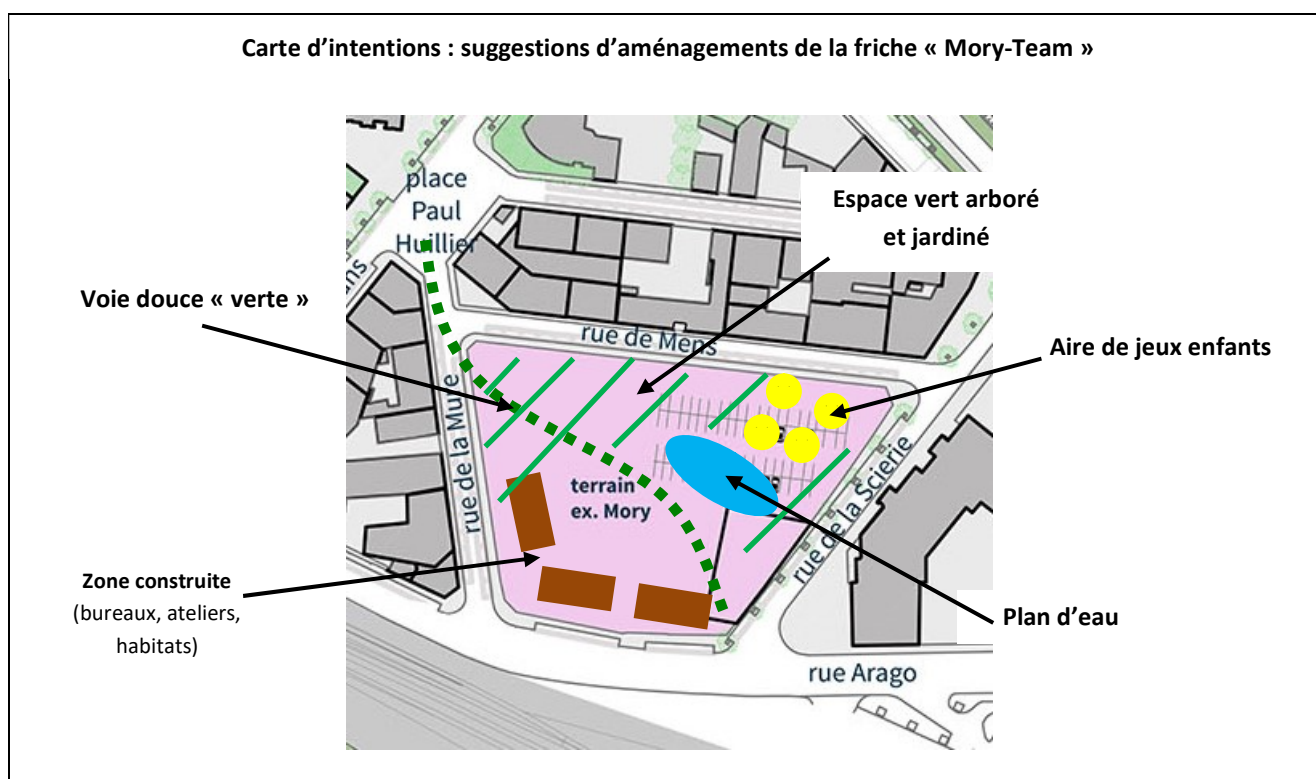 Carte d’intentions : suggestions d’aménagements de la friche « Mory-Team »
place
Paul
Huillier
Espace vert arboré
et jardiné
Voie douce « verte »
rue de Mens
Aire de jeux enfants
rue de la Mure
terrain
ex. Mory
rue de la Scierie
Zone construite
(bureaux, ateliers,
habitats)
Plan d’eau
rue Arago